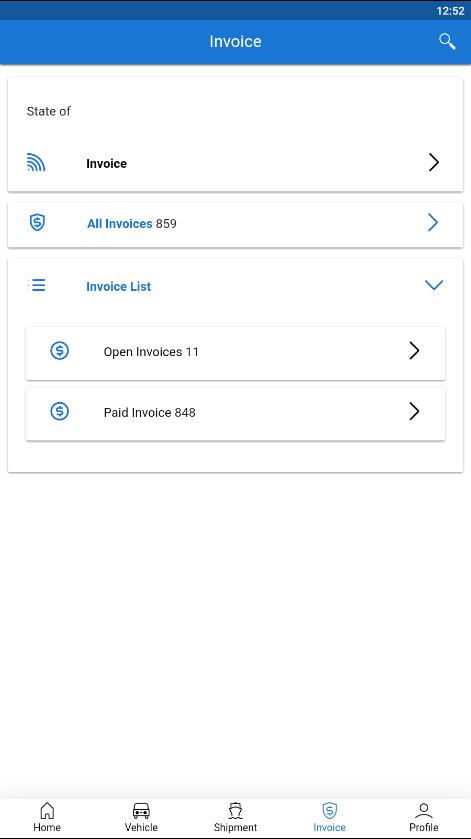 12:52
Invoice
State of
Invoice
All Invoices 859
Invoice List
Open Invoices 11
Paid Invoice 848
Home Vehicle Shipment Invoice Profile